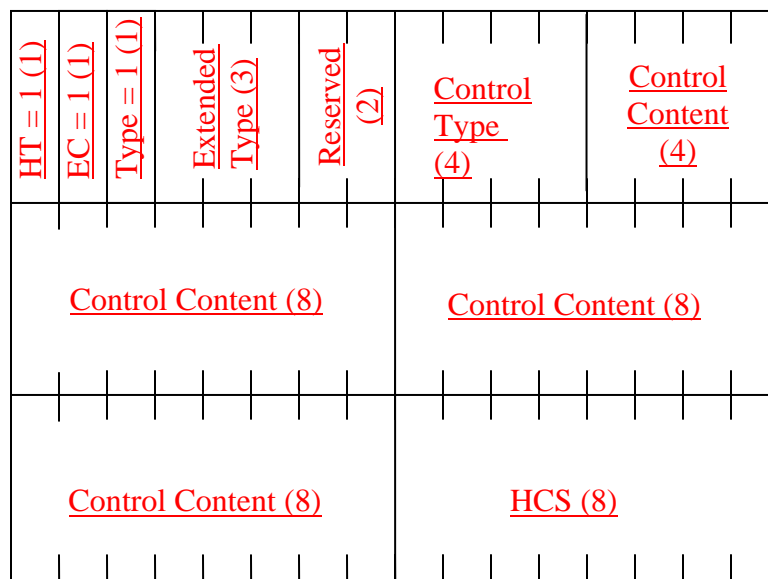 HT = 1 (1)
EC = 1 (1)
Type = 1 (1)
Extended
Type (3)
Reserved
(2)
Control
Type
(4)
Control
Content
(4)
Control Content (8)
Control Content (8)
Control Content (8)
HCS (8)